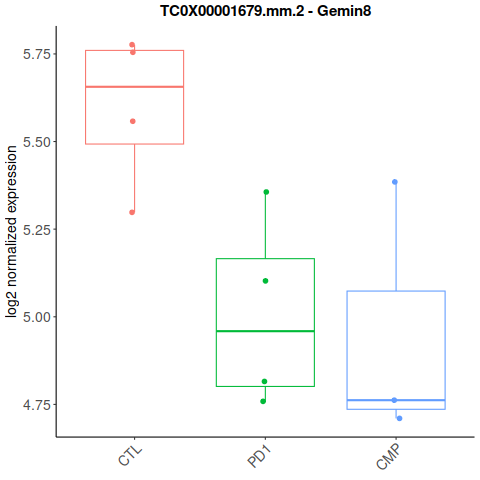 TC0X00001679.mm.2 - Gemin8
log2 normalized expression
5.75
5.50
5.25
5.00
4.75
CTL
PD1
CMP